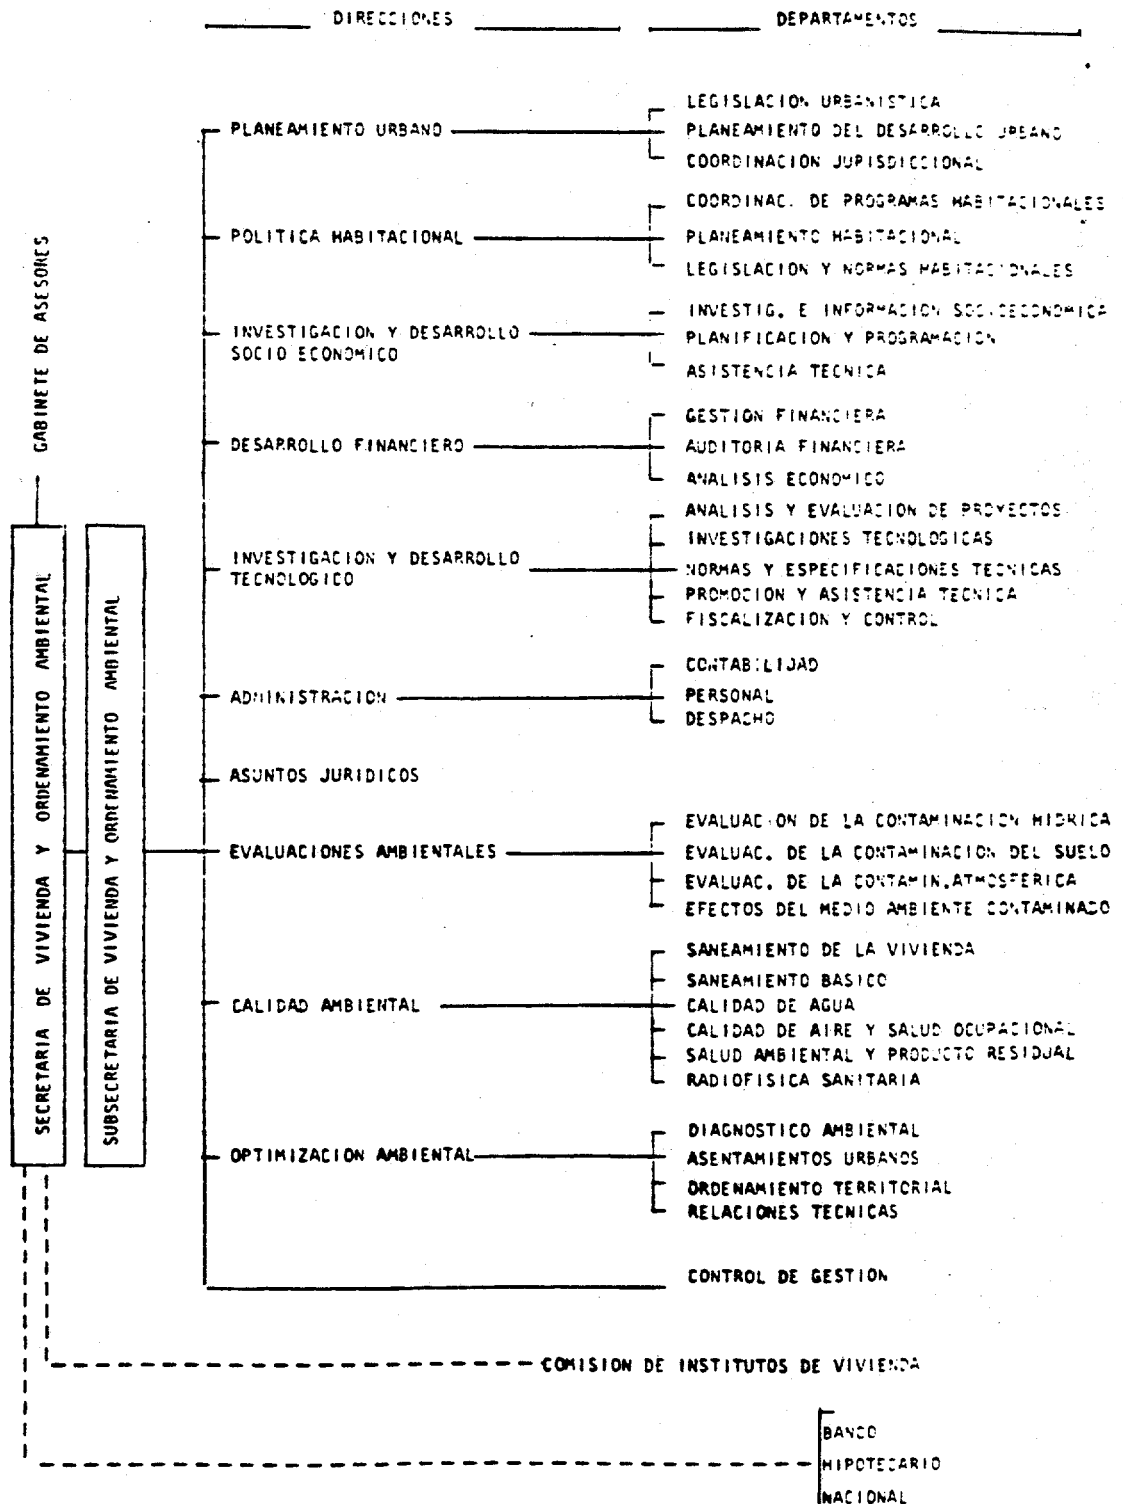 DIRECCIONES
DEPARTAMENTOS
GABINETE DE ASESORES
SECRETARIA DE VIVIENDA Y ORDENAMIENTO AMBIENTAL
SUBSECRETARIA DE VIVIENDA Y ORDENAMIENTO AMBIENTAL
PLANEAMIENTO URBANO
LEGISLACION URBANISTICA
PLANEAMIENTO DEL DESARROLLO URBANO
COORDINACION JURISDICCIONAL
POLITICA HABITACIONAL
COORDINAC. DE PROGRAMAS HABITACIONALES
PLANEAMIENTO HABITACIONAL
LEGISLACION Y NORMAS HABITACIONALES
INVESTIGACION Y DESARROLLO
SOCIO ECONOMICO
INVESTIG. E INFORMACION SOCIOECONOMICA
PLANIFICACION Y PROGRAMACION
ASISTENCIA TECNICA
DESARROLLO FINANCIERO
GESTION FINANCIERA
AUDITORIA FINANCIERA
ANALISIS ECONOMICO
INVESTIGACION Y DESARROLLO
TECNOLOGICO
ANALISIS Y EVALUACION DE PROYECTOS
INVESTIGACIONES TECNOLOGICAS
NORMAS Y ESPECIFICACIONES TECNICAS
PROMOCION Y ASISTENCIA TECNICA
FISCALIZACION Y CONTROL
ADMINISTRACION
CONTABILIDAD
PERSONAL
DESPACHO
ASUNTOS JURIDICOS
EVALUACIONES AMBIENTALES
EVALUACION DE LA CONTAMINACION HIDRICA
EVALUAC. DE LA CONTAMINACION DEL SUELO
EVALUAC. DE LA CONTAMIN.ATMOSFERICA
EFECTOS DEL MEDIO AMBIENTE CONTAMINADO
CALIDAD AMBIENTAL
SANEAMIENTO DE LA VIVIENDA
SANEAMIENTO BASICO
CALIDAD DE AGUA
CALIDAD DE AIRE Y SALUD OCUPACIONAL
SALUD AMBIENTAL Y PRODUCTO RESIDUAL
RADIOFISICA SANITARIA
OPTIMIZACION AMBIENTAL
DIAGNOSTICO AMBIENTAL
ASENTAMIENTOS URBANOS
ORDENAMIENTO TERRITORIAL
RELACIONES TECNICAS
CONTROL DE GESTION
COMISION DE INSTITUTOS DE VIVIENDA
BANCO
HIPOTECARIO
NACIONAL